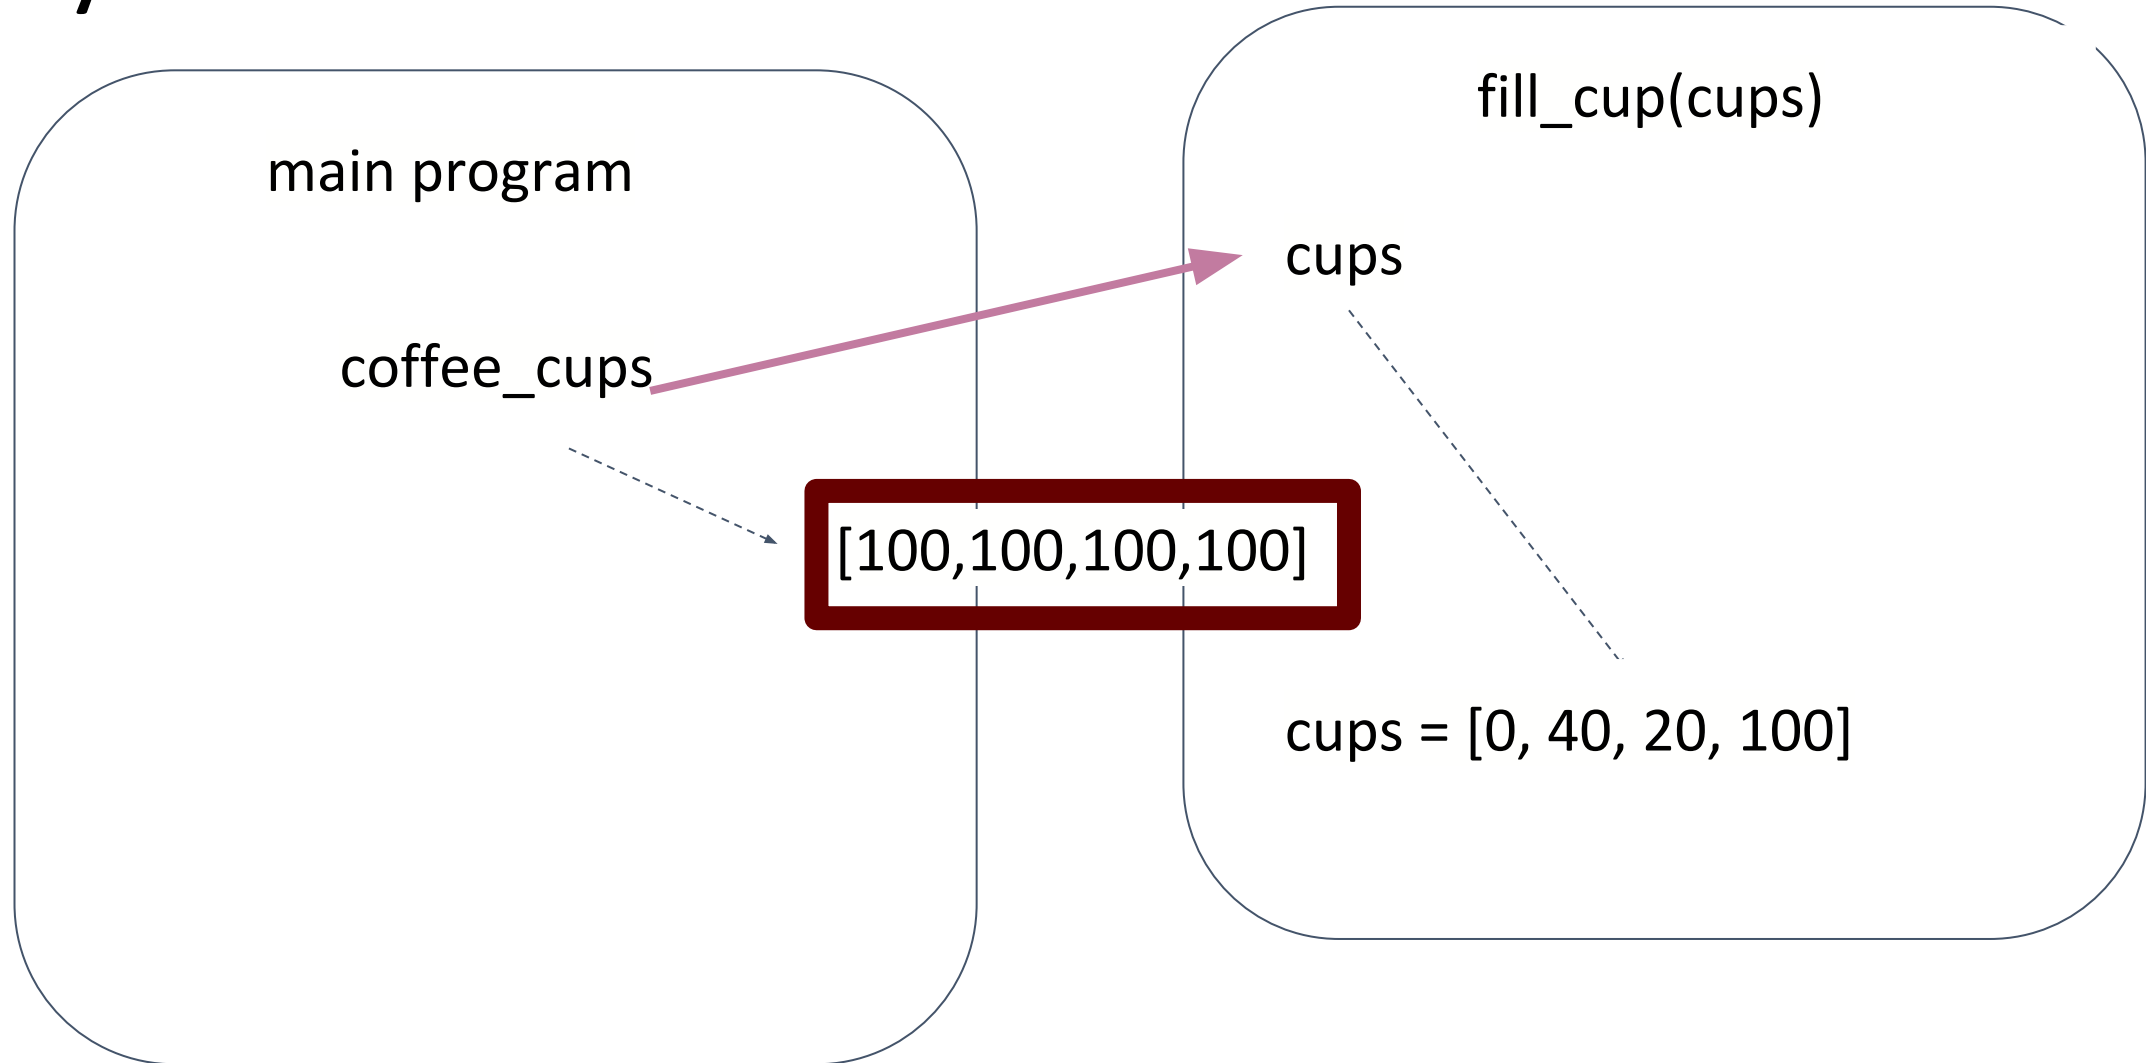 main program
coffee_cups
fill_cup(cups)
cups
[100,100,100,100]
cups = [0, 40, 20, 100]